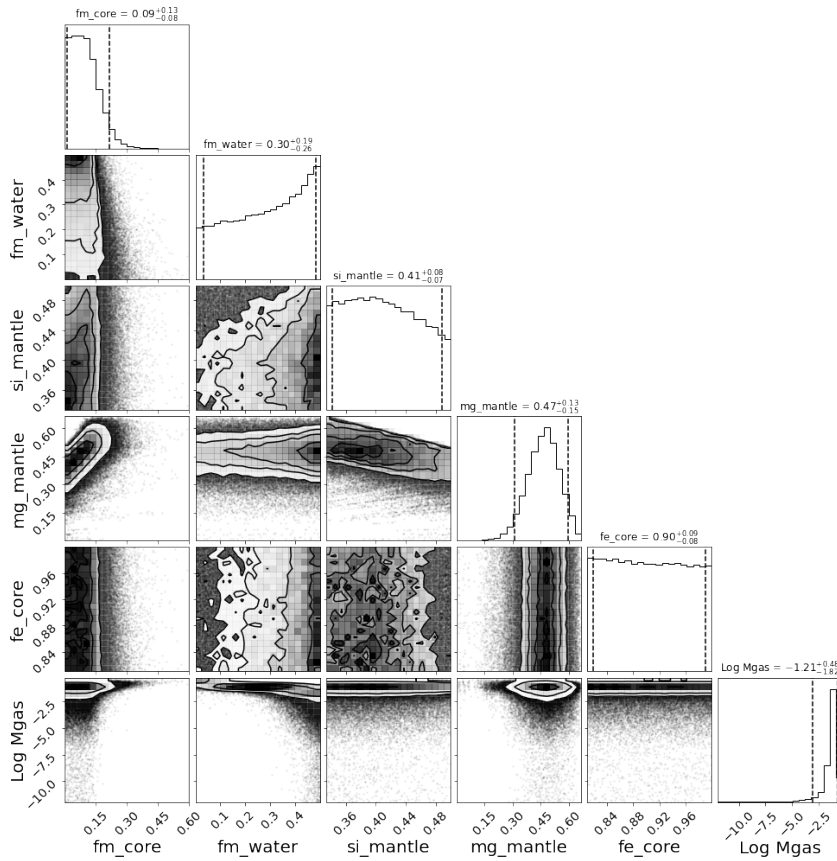 fm_core = 0.09+0.13−0.08
fm_water = 0.30+0.19−0.26
fm_water
0.4
0.3
0.2
0.1
si_mantle = 0.41+0.08−0.07
si_mantle
0.48
0.44
0.40
0.36
mg_mantle = 0.47+0.13−0.15
mg_mantle
0.60
0.45
0.30
0.15
fe_core = 0.90+0.09−0.08
fe_core
0.96
0.92
0.88
0.84
Log Mgas = −1.21+0.48−1.82
Log Mgas
−2.5
−5.0
−7.5
−10.0
0.15 0.30 0.45 0.60 0.1 0.2 0.3 0.4 0.36 0.40 0.44 0.48 0.15 0.30 0.45 0.60 0.84 0.88 0.92 0.96 −10.0 −7.5 −5.0 −2.5
fm_core fm_water si_mantle mg_mantle fe_core Log Mgas